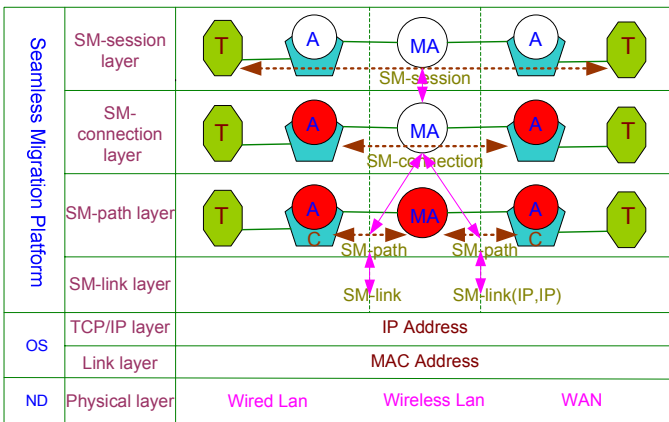 Seamless Migration Platform
SM-session
layer
T
A
MA
A
T
SM-session
SM-
connection
layer
T
A
MA
A
T
SM-connection
SM-path layer
T
A
C
MA
A
C
T
SM-path
SM-path
SM-link layer
SM-link
SM-link(IP,IP)
OS
TCP/IP layer
IP Address
Link layer
MAC Address
ND
Physical layer
Wired Lan
Wireless Lan
WAN